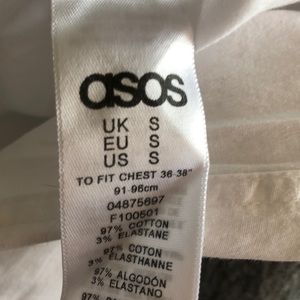 asos
UK S
EU S
US S
TO FIT CHEST 36-38"
91-96cm
04875697
F100501
97% COTTON
3% ELASTANE
97% COTON
3% ELASTHANNE
97% ALGODÓN
3% ELASTANO